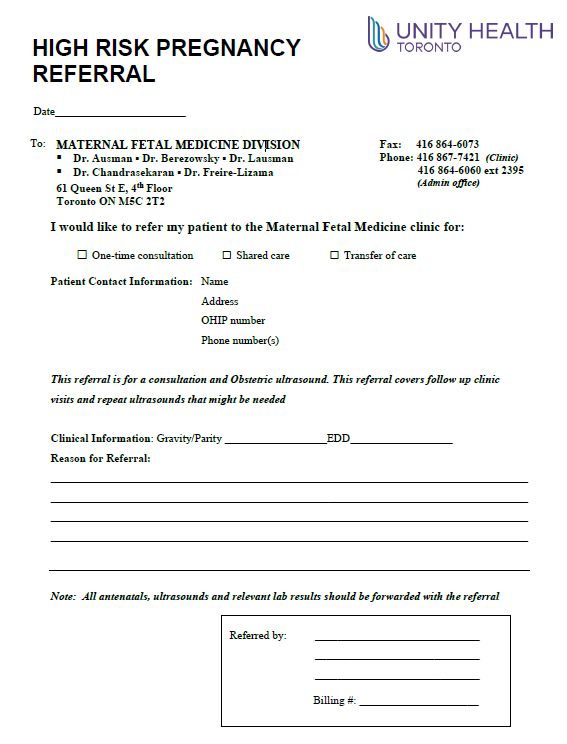 UNITY HEALTH
TORONTO
HIGH RISK PREGNANCY
REFERRAL
Date_______________________
To: MATERNAL FETAL MEDICINE DIVISION
▪ Dr. Ausman ▪ Dr. Berezowsky ▪ Dr. Lausman
▪ Dr. Chandrasekaran ▪ Dr. Freire-Lizama
61 Queen St E, 4th Floor
Toronto ON M5C 2T2
Fax: 416 864-6073
Phone: 416 867-7421 (Clinic)
416 864-6060 ext 2395
(Admin office)
I would like to refer my patient to the Maternal Fetal Medicine clinic for:
☐ One-time consultation ☐ Shared care ☐ Transfer of care
Patient Contact Information: Name
Address
OHIP number
Phone number(s)
This referral is for a consultation and Obstetric ultrasound. This referral covers follow up clinic
visits and repeat ultrasounds that might be needed
Clinical Information: Gravity/Parity __________________EDD__________________
Reason for Referral:
Note: All antenatals, ultrasounds and relevant lab results should be forwarded with the referral
Referred by: ______________________________
Billing #: ______________________